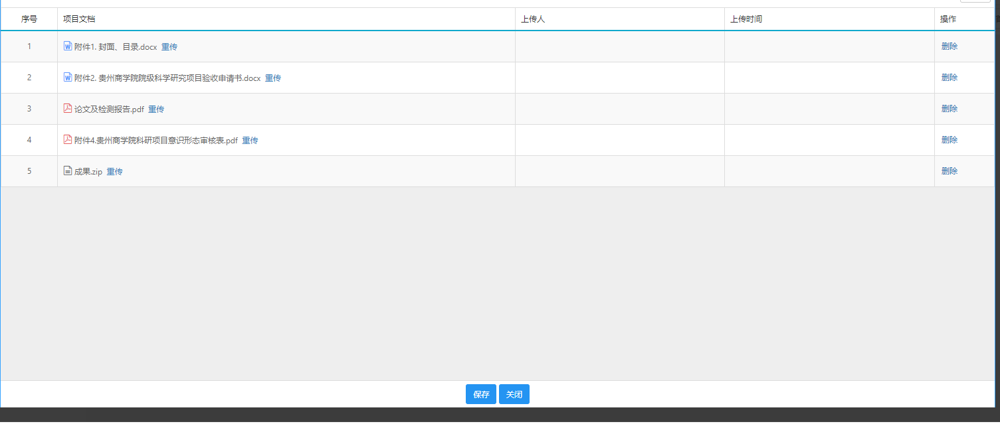 序号 项目文档 上传人 上传时间 操作
1 附件1. 封面、目录.docx 重传 删除
2 附件2. 贵州商学院院级科学研究项目验收申请书.docx 重传 删除
3 论文及检测报告.pdf 重传 删除
4 附件4.贵州商学院科研项目意识形态审核表.pdf 重传 删除
5 成果.zip 重传 删除
保存 关闭